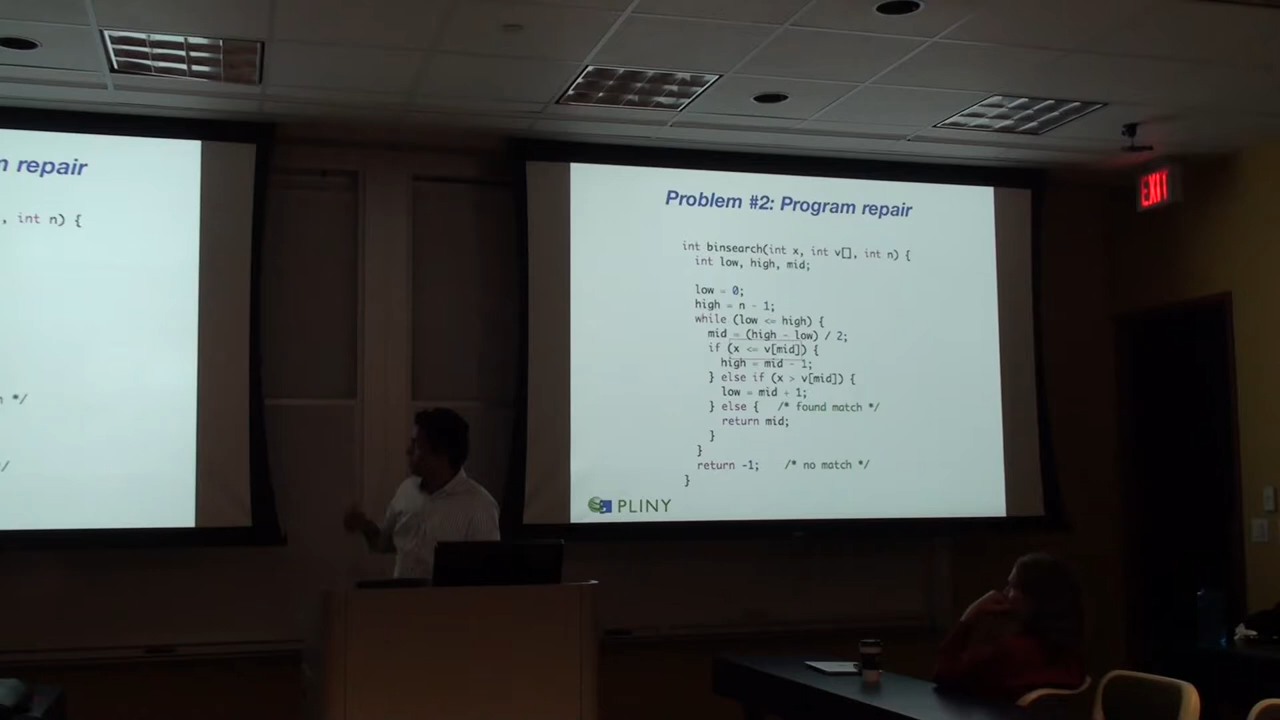 m repair
, int n) {
*/
/
Problem #2: Program repair
int binsearch(int x, int v[], int n) {
int low, high, mid;
low = 0;
high = n - 1;
while (low <= high) {
mid = (high - low) / 2;
if (x <= v[mid]) {
high = mid - 1;
} else if (x > v[mid]) {
low = mid + 1;
} else { /* found match */
return mid;
}
}
return -1; /* no match */
}
PLINY
EXIT